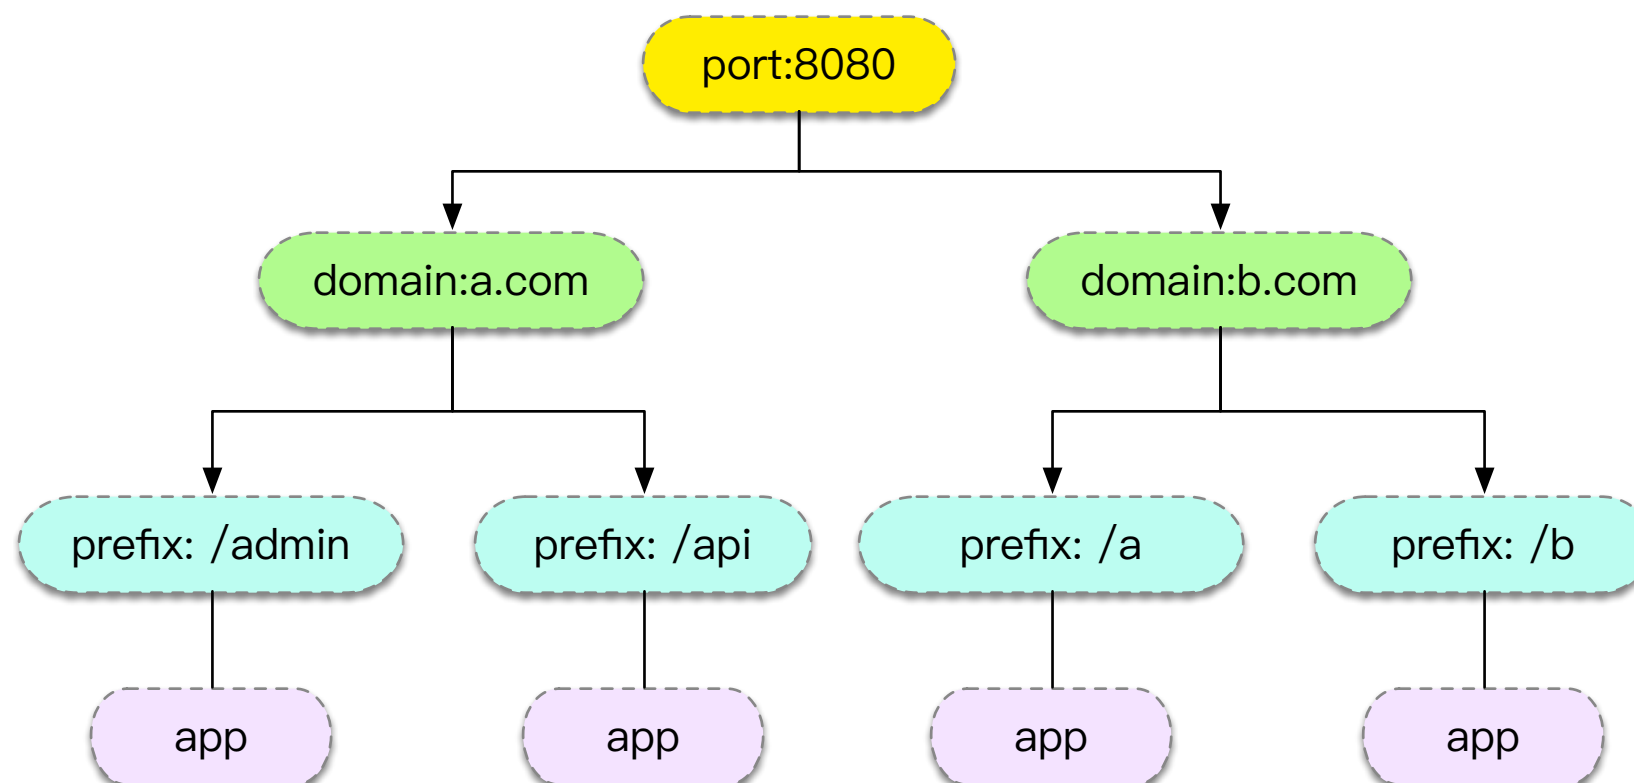 port:8080
domain:a.com
domain:b.com
prefix: /admin
prefix: /api
prefix: /a
prefix: /b
app
app
app
app